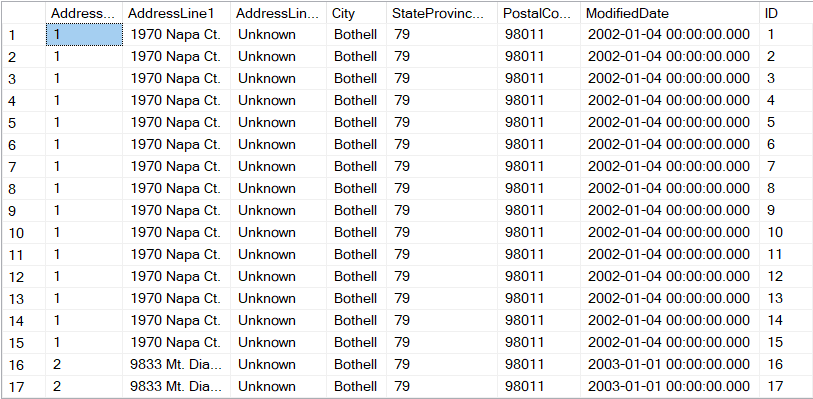 Address... AddressLine1 AddressLin... City StateProvinc... PostalCo... ModifiedDate ID
1 1 1970 Napa Ct. Unknown Bothell 79 98011 2002-01-04 00:00:00.000 1
2 1 1970 Napa Ct. Unknown Bothell 79 98011 2002-01-04 00:00:00.000 2
3 1 1970 Napa Ct. Unknown Bothell 79 98011 2002-01-04 00:00:00.000 3
4 1 1970 Napa Ct. Unknown Bothell 79 98011 2002-01-04 00:00:00.000 4
5 1 1970 Napa Ct. Unknown Bothell 79 98011 2002-01-04 00:00:00.000 5
6 1 1970 Napa Ct. Unknown Bothell 79 98011 2002-01-04 00:00:00.000 6
7 1 1970 Napa Ct. Unknown Bothell 79 98011 2002-01-04 00:00:00.000 7
8 1 1970 Napa Ct. Unknown Bothell 79 98011 2002-01-04 00:00:00.000 8
9 1 1970 Napa Ct. Unknown Bothell 79 98011 2002-01-04 00:00:00.000 9
10 1 1970 Napa Ct. Unknown Bothell 79 98011 2002-01-04 00:00:00.000 10
11 1 1970 Napa Ct. Unknown Bothell 79 98011 2002-01-04 00:00:00.000 11
12 1 1970 Napa Ct. Unknown Bothell 79 98011 2002-01-04 00:00:00.000 12
13 1 1970 Napa Ct. Unknown Bothell 79 98011 2002-01-04 00:00:00.000 13
14 1 1970 Napa Ct. Unknown Bothell 79 98011 2002-01-04 00:00:00.000 14
15 1 1970 Napa Ct. Unknown Bothell 79 98011 2002-01-04 00:00:00.000 15
16 2 9833 Mt. Dia... Unknown Bothell 79 98011 2003-01-01 00:00:00.000 16
17 2 9833 Mt. Dia... Unknown Bothell 79 98011 2003-01-01 00:00:00.000 17